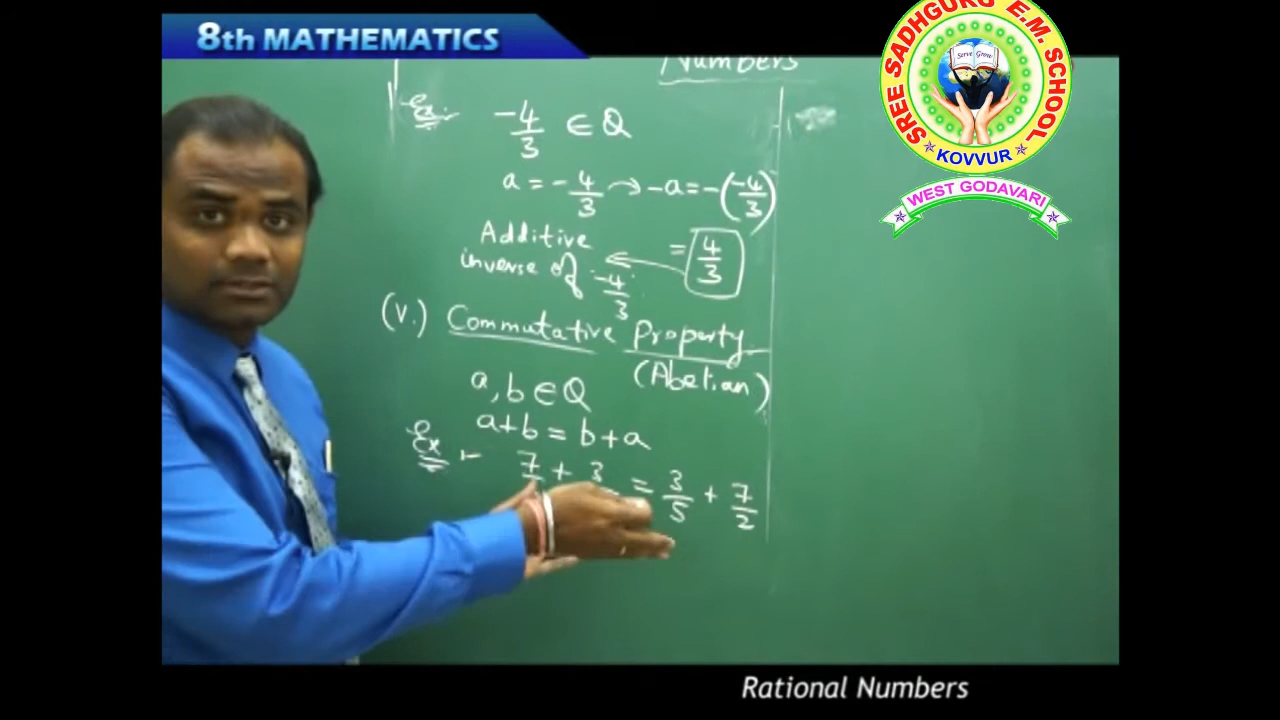 8th MATHEMATICS
SREE SADHGURU E.M. SCHOOL
Serve Grow
KOVVUR
WEST GODAVARI
Numbers
Ex:- -4/3 ∈ Q
a = -4/3 → -a = -(-4/3)
Additive = 4/3
inverse of -4/3
(V.) Commutative Property
(Abelian)
a, b ∈ Q
a+b = b+a
Ex :- 7 + 3 = 3/5 + 7/2
Rational Numbers